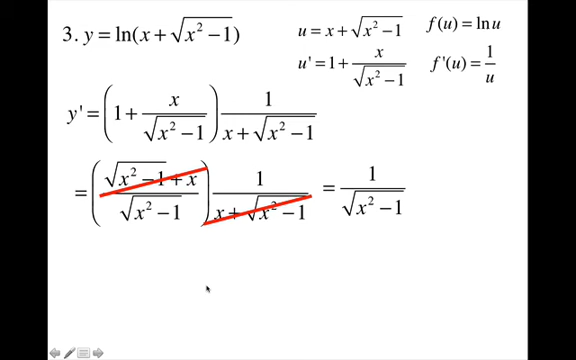 3. y = ln(x + √(x² − 1))
u = x + √(x² − 1)   f(u) = ln u
u' = 1 + x/√(x² − 1)   f'(u) = 1/u
y' = (1 + x/√(x² − 1)) 1/(x + √(x² − 1))
= ((√(x² − 1) + x)/√(x² − 1)) 1/(x + √(x² − 1)) = 1/√(x² − 1)